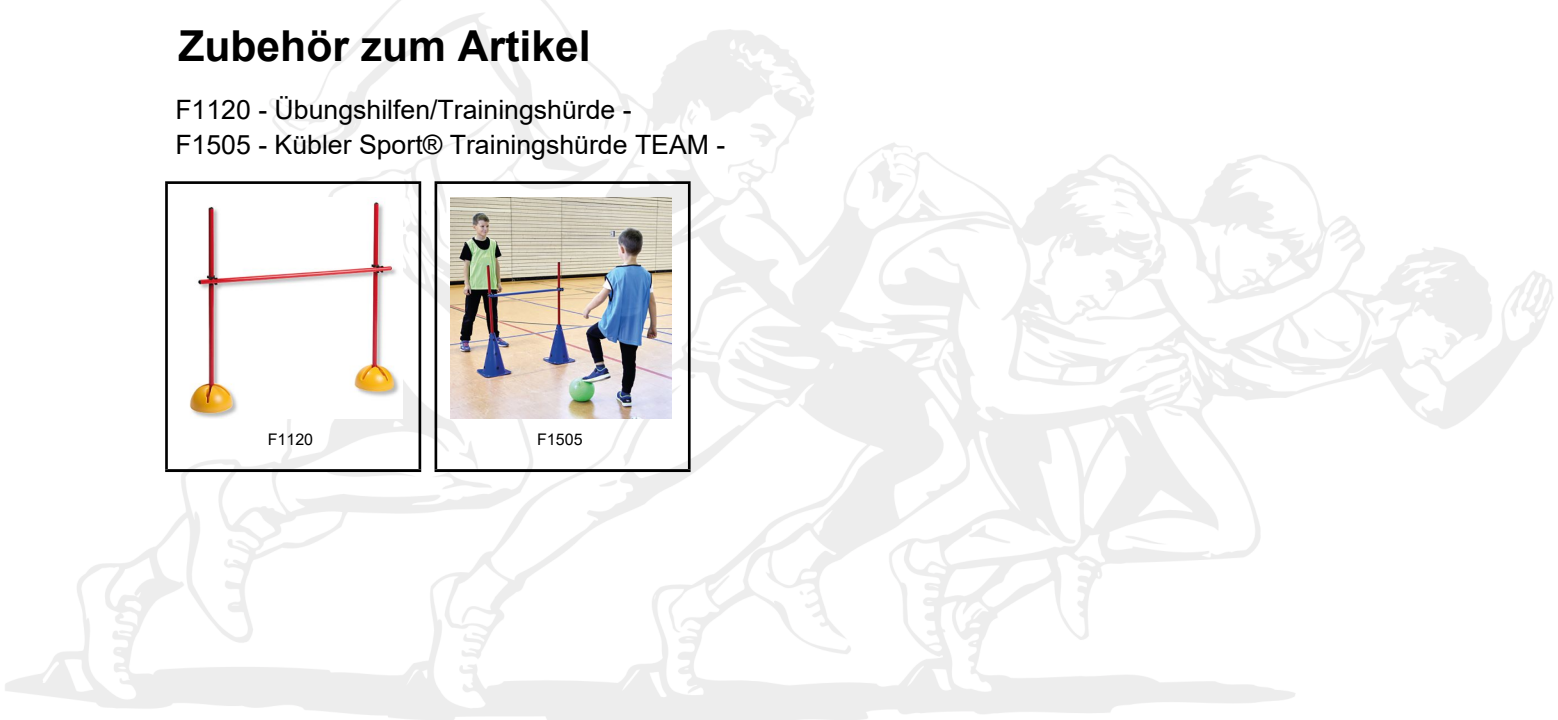 Zubehör zum Artikel
F1120 - Übungshilfen/Trainingshürde -
F1505 - Kübler Sport® Trainingshürde TEAM -
F1120
F1505